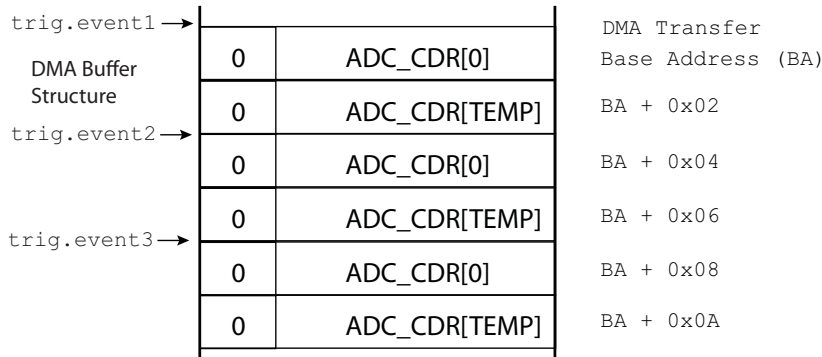 trig.event1
DMA Transfer
0 ADC_CDR[0] Base Address (BA)
DMA Buffer
Structure
0 ADC_CDR[TEMP] BA + 0x02
trig.event2
0 ADC_CDR[0] BA + 0x04
0 ADC_CDR[TEMP] BA + 0x06
trig.event3
0 ADC_CDR[0] BA + 0x08
0 ADC_CDR[TEMP] BA + 0x0A